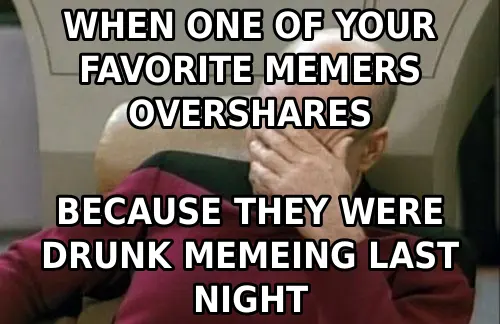 WHEN ONE OF YOUR
FAVORITE MEMERS
OVERSHARES
BECAUSE THEY WERE
DRUNK MEMEING LAST
NIGHT